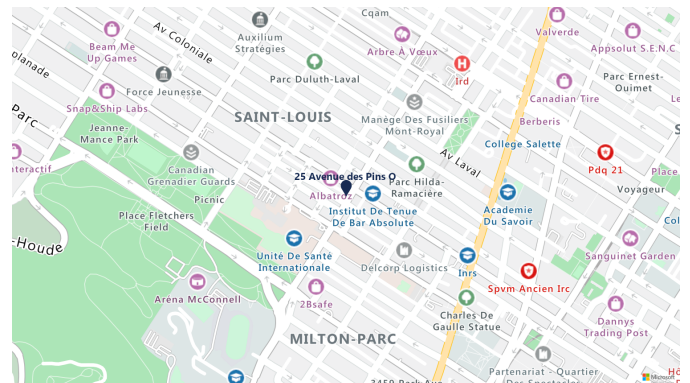 Cqam
Av Coloniale
Auxilium
Stratégies
Valverde
Beam Me
Up Games
Arbre À Vœux
Appsolut S.E.N.C
Parc Duluth-Laval
Ird
Parc Ernest-
Ouimet
Force Jeunesse
Canadian Tire
Snap&Ship Labs
Parc
SAINT-LOUIS
Manège Des Fusiliers
Mont-Royal
Berberis
Jeanne-
Mance Park
College Salette
Av Laval
Pdq 21
Canadian
Grenadier Guards
25 Avenue des Pins O
Parc Hilda-
Ramacière
Place
Voyageur
Albatroz
Picnic
Institut De Tenue
De Bar Absolute
Academie
Du Savoir
Place Fletchers
Field
-Houde
Unité De Santé
Internationale
Delcorp Logistics
Inrs
Sanguinet Garden
Spvm Ancien Irc
Arena McConnell
2Bsafe
Charles De
Gaulle Statue
Dannys
Trading Post
MILTON-PARC
Partenariat - Quartier
Des Spectacles
Microsoft